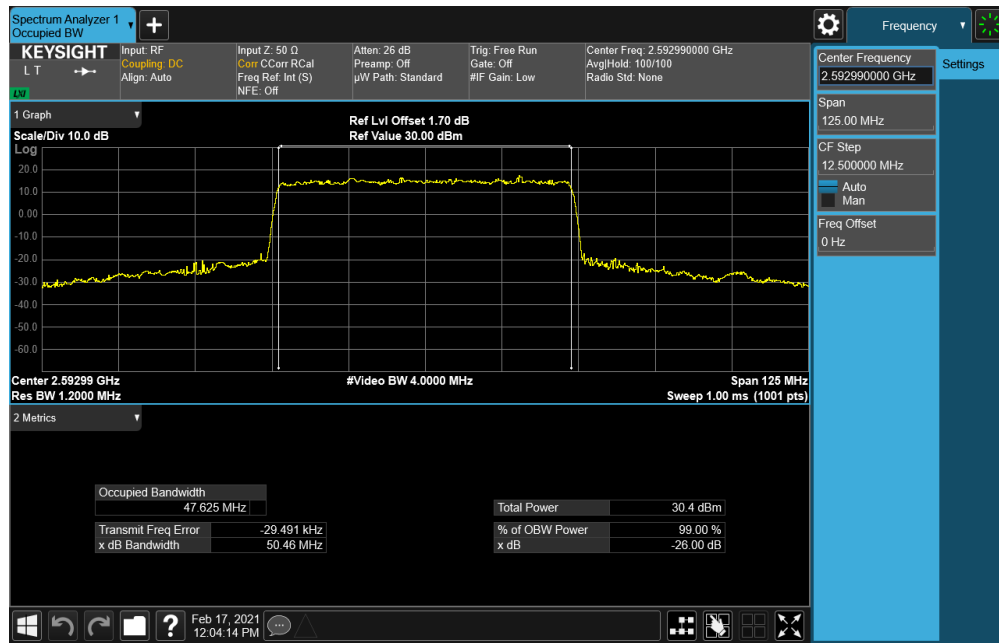 Spectrum Analyzer 1
Occupied BW
+
Frequency
KEYSIGHT
L T
LXI
Input: RF
Coupling: DC
Align: Auto
Input Z: 50 Ω
Corr CCorr RCal
Freq Ref: Int (S)
NFE: Off
Atten: 26 dB
Preamp: Off
µW Path: Standard
Trig: Free Run
Gate: Off
#IF Gain: Low
Center Freq: 2.592990000 GHz
Avg|Hold: 100/100
Radio Std: None
Center Frequency
2.592990000 GHz
Settings
Span
125.00 MHz
CF Step
12.500000 MHz
Auto
Man
Freq Offset
0 Hz
1 Graph
Scale/Div 10.0 dB
Ref Lvl Offset 1.70 dB
Ref Value 30.00 dBm
Log
20.0
10.0
0.00
-10.0
-20.0
-30.0
-40.0
-50.0
-60.0
Center 2.59299 GHz
#Video BW 4.0000 MHz
Span 125 MHz
Res BW 1.2000 MHz
Sweep 1.00 ms (1001 pts)
2 Metrics
Occupied Bandwidth
47.625 MHz
Total Power 30.4 dBm
Transmit Freq Error -29.491 kHz
% of OBW Power 99.00 %
x dB Bandwidth 50.46 MHz
x dB -26.00 dB
?
Feb 17, 2021
12:04:14 PM